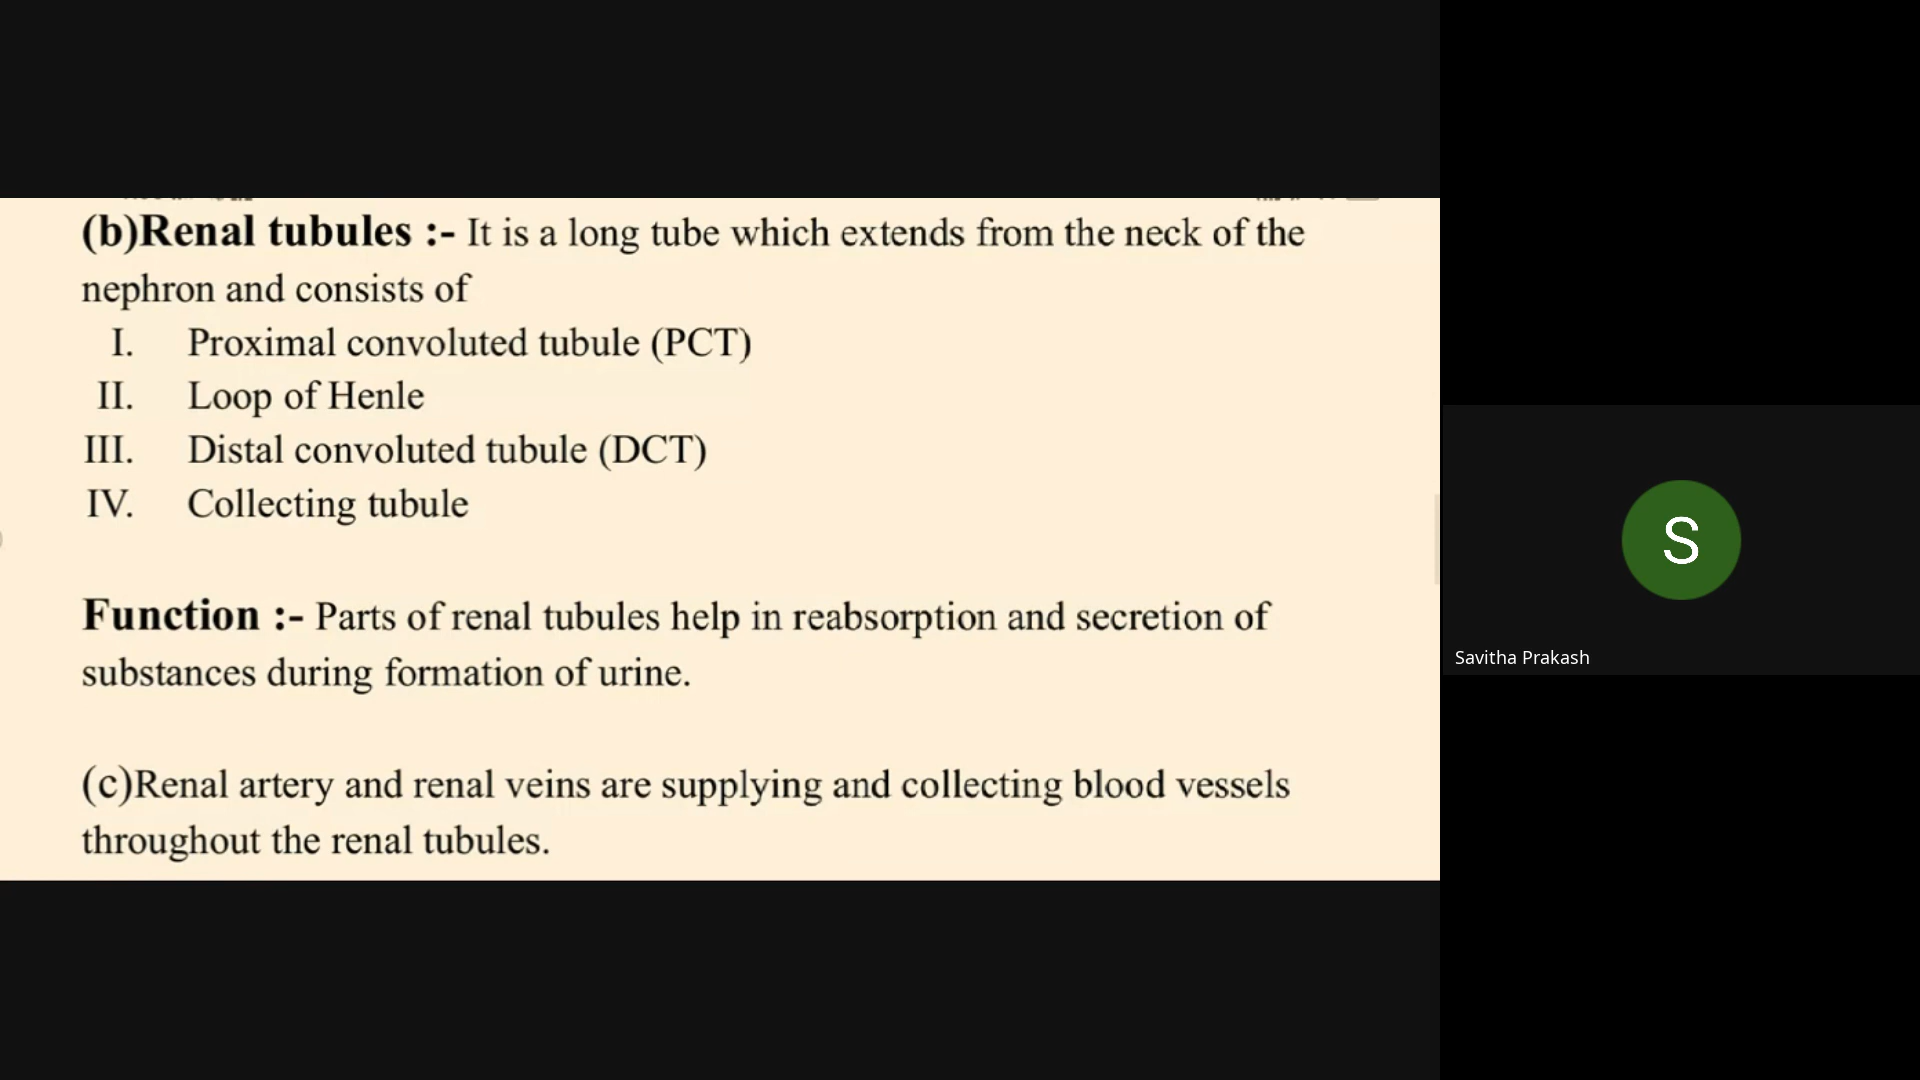 (b)Renal tubules :- It is a long tube which extends from the neck of the
nephron and consists of
I. Proximal convoluted tubule (PCT)
II. Loop of Henle
III. Distal convoluted tubule (DCT)
IV. Collecting tubule
Function :- Parts of renal tubules help in reabsorption and secretion of
substances during formation of urine.
(c)Renal artery and renal veins are supplying and collecting blood vessels
throughout the renal tubules.
S
Savitha Prakash